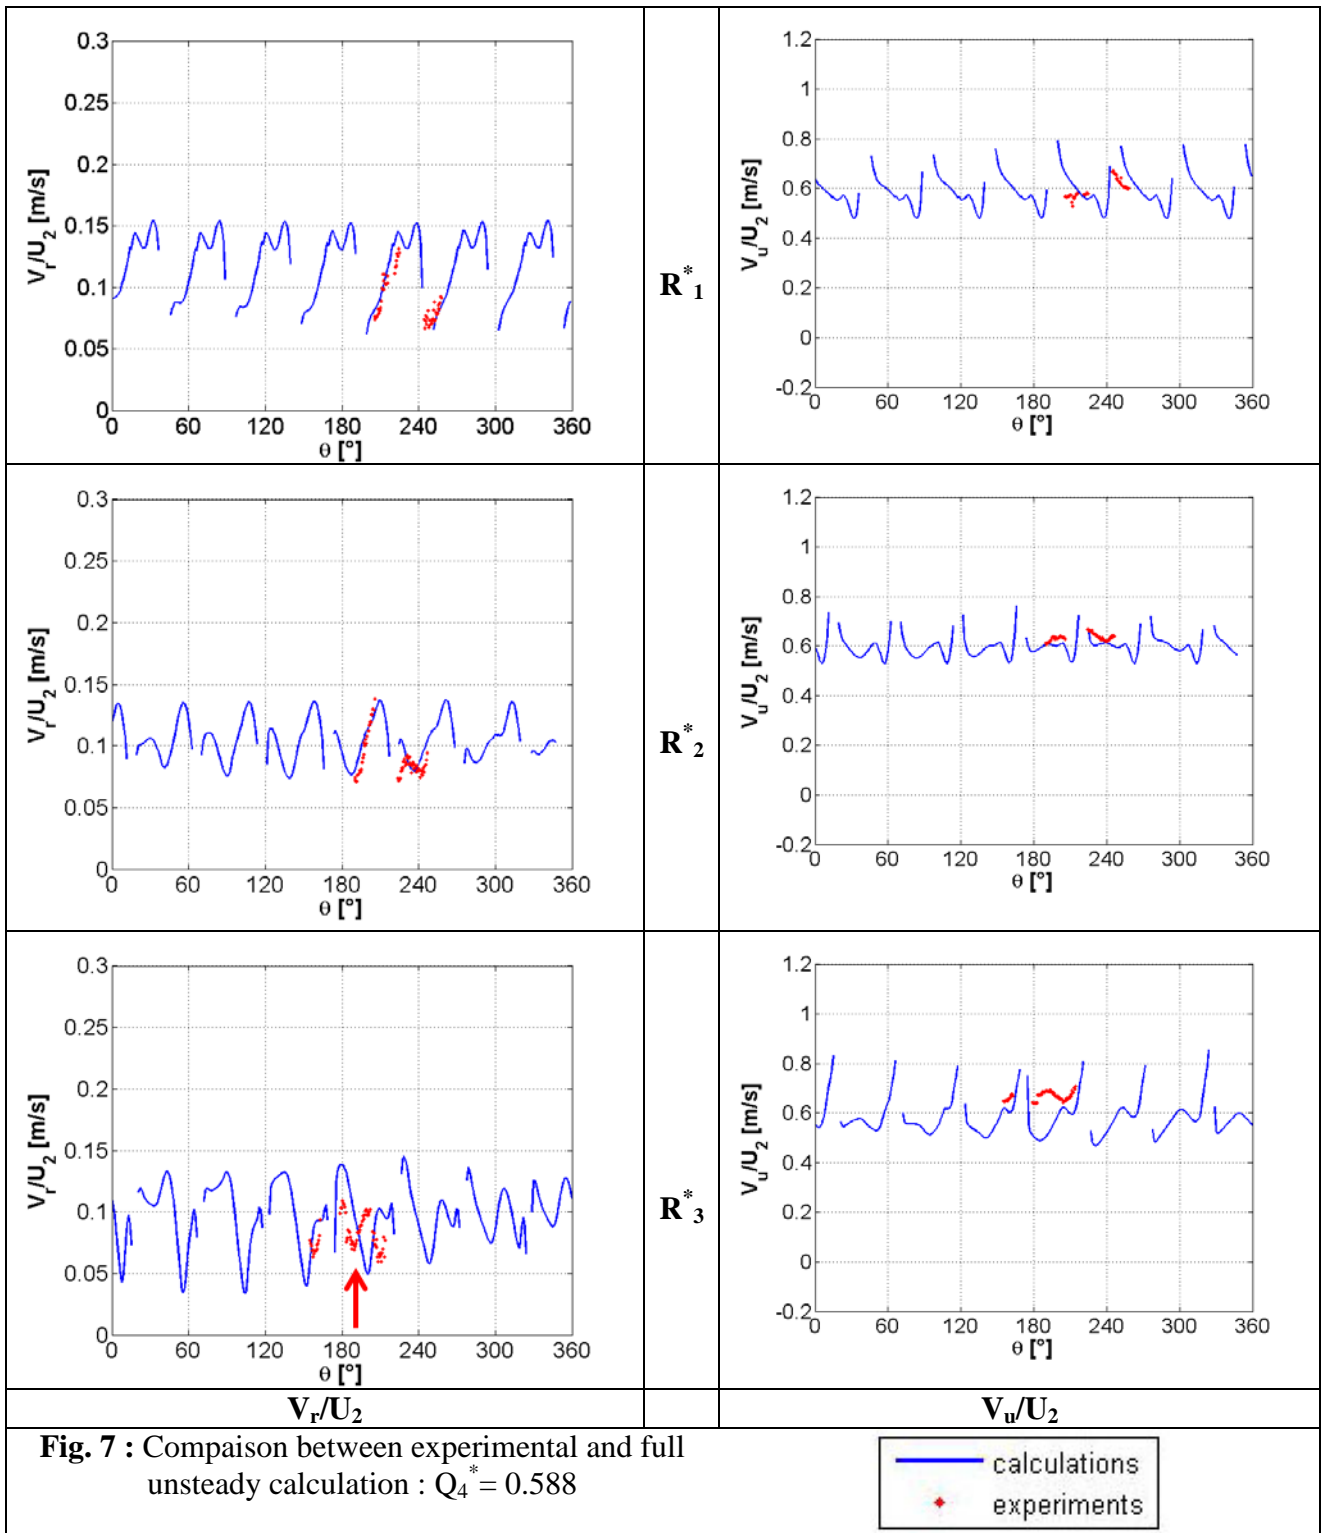 0.3
0.25
0.2
0.15
0.1
0.05
0
V_r/U_2 [m/s]
0 60 120 180 240 300 360
θ [°]
R*_1
1.2
1
0.8
0.6
0.4
0.2
0
-0.2
V_u/U_2 [m/s]
0 60 120 180 240 300 360
θ [°]
0.3
0.25
0.2
0.15
0.1
0.05
0
V_r/U_2 [m/s]
0 60 120 180 240 300 360
θ [°]
R*_2
1.2
1
0.8
0.6
0.4
0.2
0
-0.2
V_u/U_2 [m/s]
0 60 120 180 240 300 360
θ [°]
0.3
0.25
0.2
0.15
0.1
0.05
0
V_r/U_2 [m/s]
0 60 120 180 240 300 360
θ [°]
R*_3
1.2
1
0.8
0.6
0.4
0.2
0
-0.2
V_u/U_2 [m/s]
0 60 120 180 240 300 360
θ [°]
V_r/U_2
V_u/U_2
Fig. 7 : Compaison between experimental and full
unsteady calculation : Q_4* = 0.588
calculations
experiments